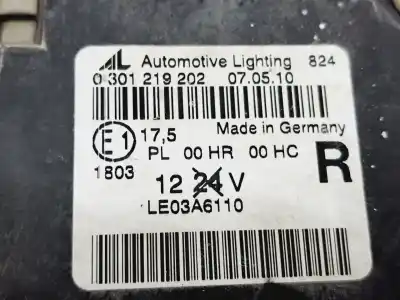 AL Automotive Lighting 824
0 301 219 202 07.05.10
E1 17,5 Made in Germany
PL 00 HR 00 HC R
1803
12 24 V
LE03A6110